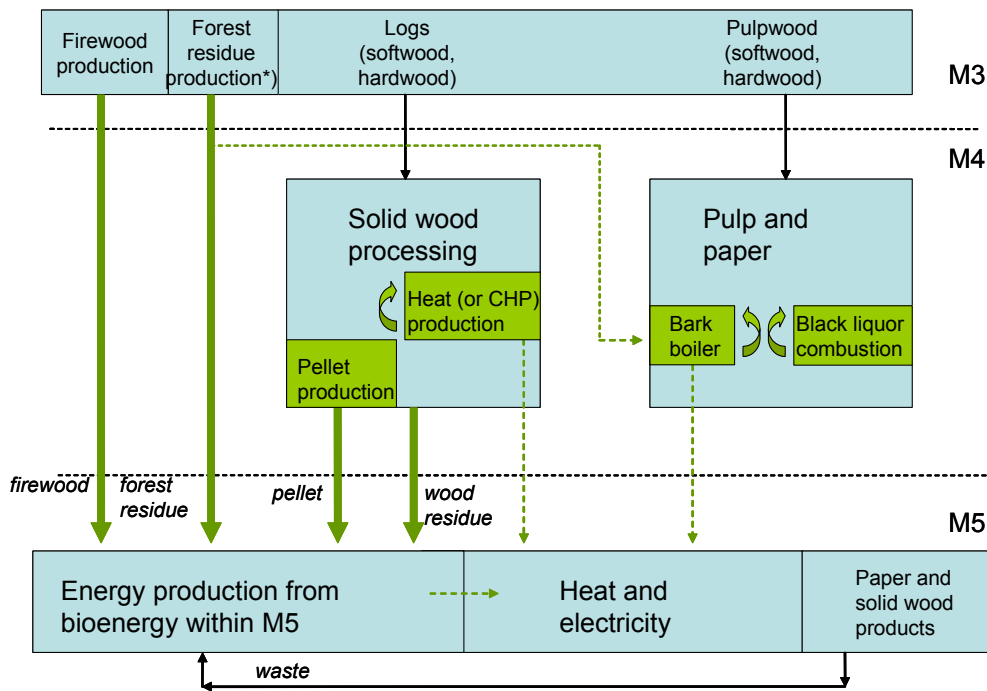 Firewood
production
Forest
residue
production*)
Logs
(softwood,
hardwood)
Pulpwood
(softwood,
hardwood)
M3
M4
Solid wood
processing
Heat (or CHP)
production
Pellet
production
Pulp and
paper
Bark
boiler
Black liquor
combustion
firewood
forest
residue
pellet
wood
residue
M5
Energy production from
bioenergy within M5
Heat and
electricity
Paper and
solid wood
products
waste